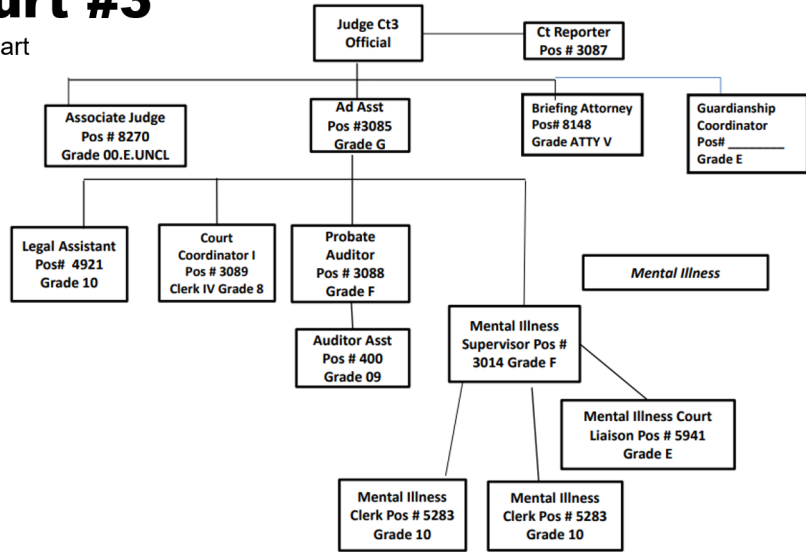 #3
art
Judge Ct3
Official
Ct Reporter
Pos # 3087
Associate Judge
Pos # 8270
Grade 00.E.UNCL
Ad Asst
Pos #3085
Grade G
Briefing Attorney
Pos# 8148
Grade ATTY V
Guardianship
Coordinator
Pos# ________
Grade E
Legal Assistant
Pos# 4921
Grade 10
Court
Coordinator I
Pos # 3089
Clerk IV Grade 8
Probate
Auditor
Pos # 3088
Grade F
Mental Illness
Auditor Asst
Pos # 400
Grade 09
Mental Illness
Supervisor Pos #
3014 Grade F
Mental Illness Court
Liaison Pos # 5941
Grade E
Mental Illness
Clerk Pos # 5283
Grade 10
Mental Illness
Clerk Pos # 5283
Grade 10